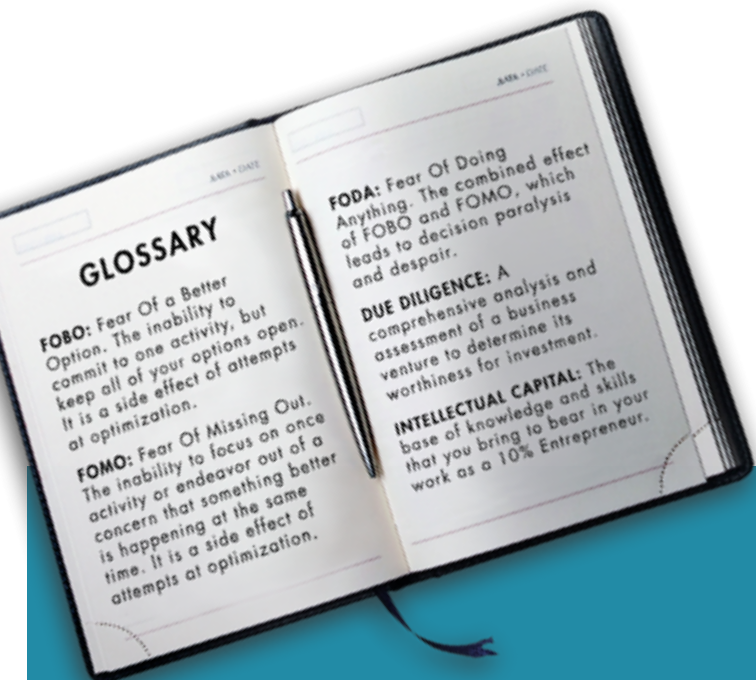 DATE
GLOSSARY
FOBO: Fear Of a Better
Option. The inability to
commit to one activity, but
keep all of your options open.
It is a side effect of attempts
at optimization.
FOMO: Fear Of Missing Out.
The inability to focus on once
activity or endeavor out of a
concern that something better
is happening at the same
time. It is a side effect of
attempts at optimization.
DATE
FODA: Fear Of Doing
Anything. The combined effect
of FOBO and FOMO, which
leads to decision paralysis
and despair.
DUE DILIGENCE: A
comprehensive analysis and
assessment of a business
venture to determine its
worthiness for investment.
INTELLECTUAL CAPITAL: The
base of knowledge and skills
that you bring to bear in your
work as a 10% Entrepreneur.